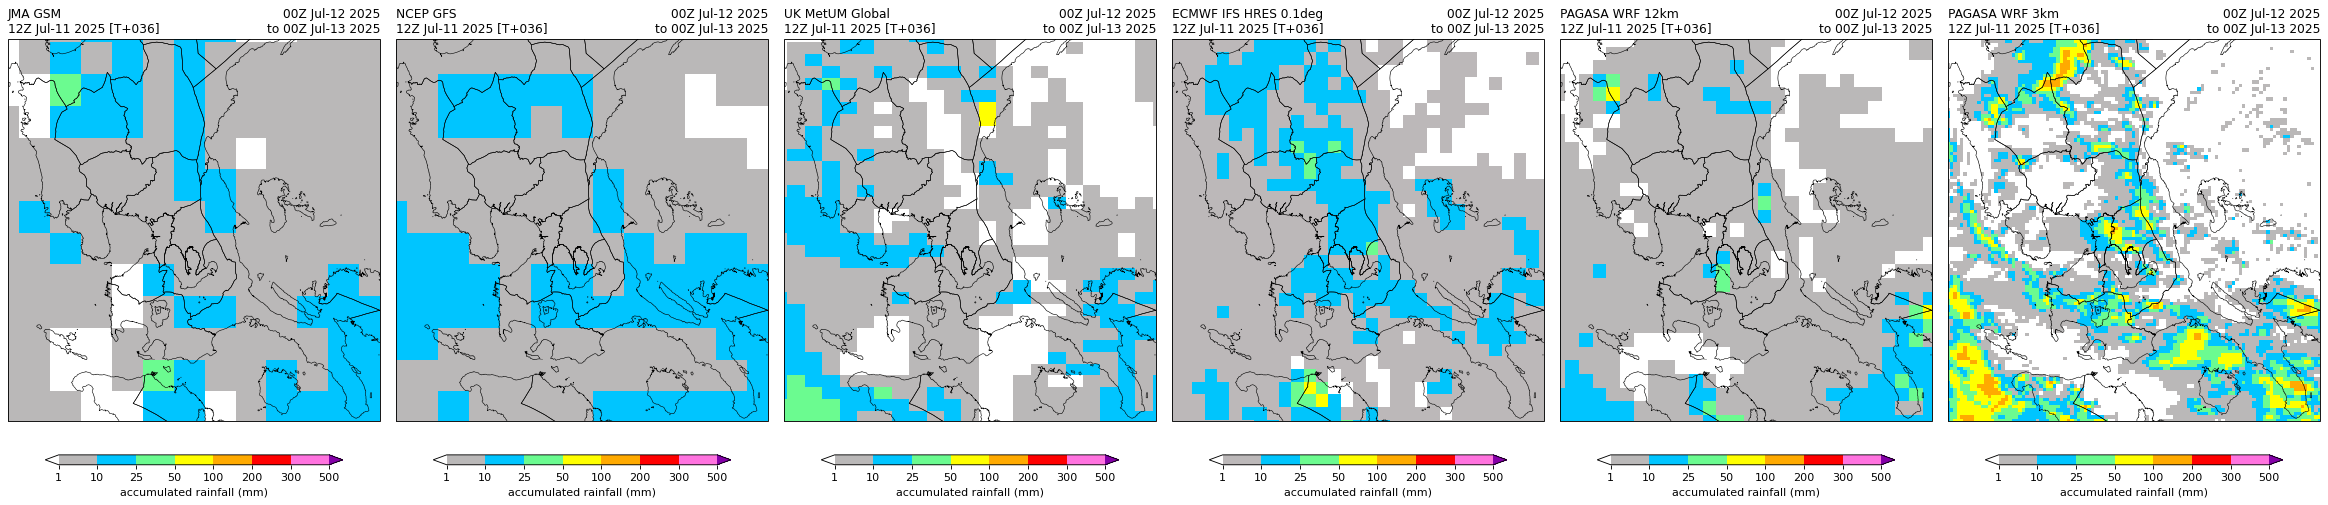 JMA GSM 00Z Jul-12 2025
12Z Jul-11 2025 [T+036] to 00Z Jul-13 2025
1 10 25 50 100 200 300 500
accumulated rainfall (mm)
NCEP GFS 00Z Jul-12 2025
12Z Jul-11 2025 [T+036] to 00Z Jul-13 2025
1 10 25 50 100 200 300 500
accumulated rainfall (mm)
UK MetUM Global 00Z Jul-12 2025
12Z Jul-11 2025 [T+036] to 00Z Jul-13 2025
1 10 25 50 100 200 300 500
accumulated rainfall (mm)
ECMWF IFS HRES 0.1deg 00Z Jul-12 2025
12Z Jul-11 2025 [T+036] to 00Z Jul-13 2025
1 10 25 50 100 200 300 500
accumulated rainfall (mm)
PAGASA WRF 12km 00Z Jul-12 2025
12Z Jul-11 2025 [T+036] to 00Z Jul-13 2025
1 10 25 50 100 200 300 500
accumulated rainfall (mm)
PAGASA WRF 3km 00Z Jul-12 2025
12Z Jul-11 2025 [T+036] to 00Z Jul-13 2025
1 10 25 50 100 200 300 500
accumulated rainfall (mm)